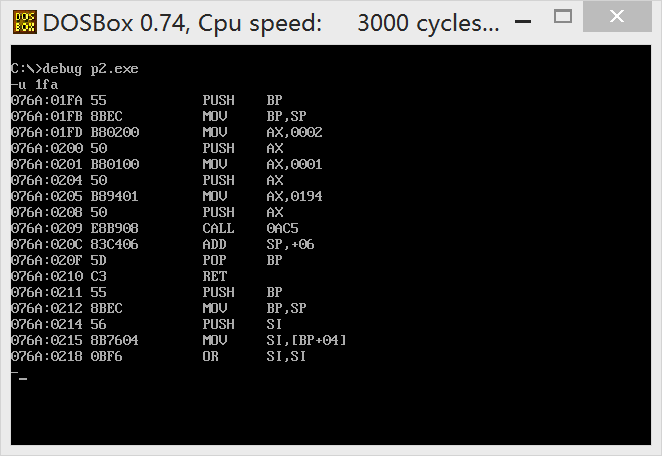 DOS
BOX
DOSBox 0.74, Cpu speed: 3000 cycles...
C:\>debug p2.exe
-u 1fa
076A:01FA 55 PUSH BP
076A:01FB 8BEC MOV BP,SP
076A:01FD B80200 MOV AX,0002
076A:0200 50 PUSH AX
076A:0201 B80100 MOV AX,0001
076A:0204 50 PUSH AX
076A:0205 B89401 MOV AX,0194
076A:0208 50 PUSH AX
076A:0209 E8B908 CALL 0AC5
076A:020C 83C406 ADD SP,+06
076A:020F 5D POP BP
076A:0210 C3 RET
076A:0211 55 PUSH BP
076A:0212 8BEC MOV BP,SP
076A:0214 56 PUSH SI
076A:0215 8B7604 MOV SI,[BP+04]
076A:0218 0BF6 OR SI,SI
-_